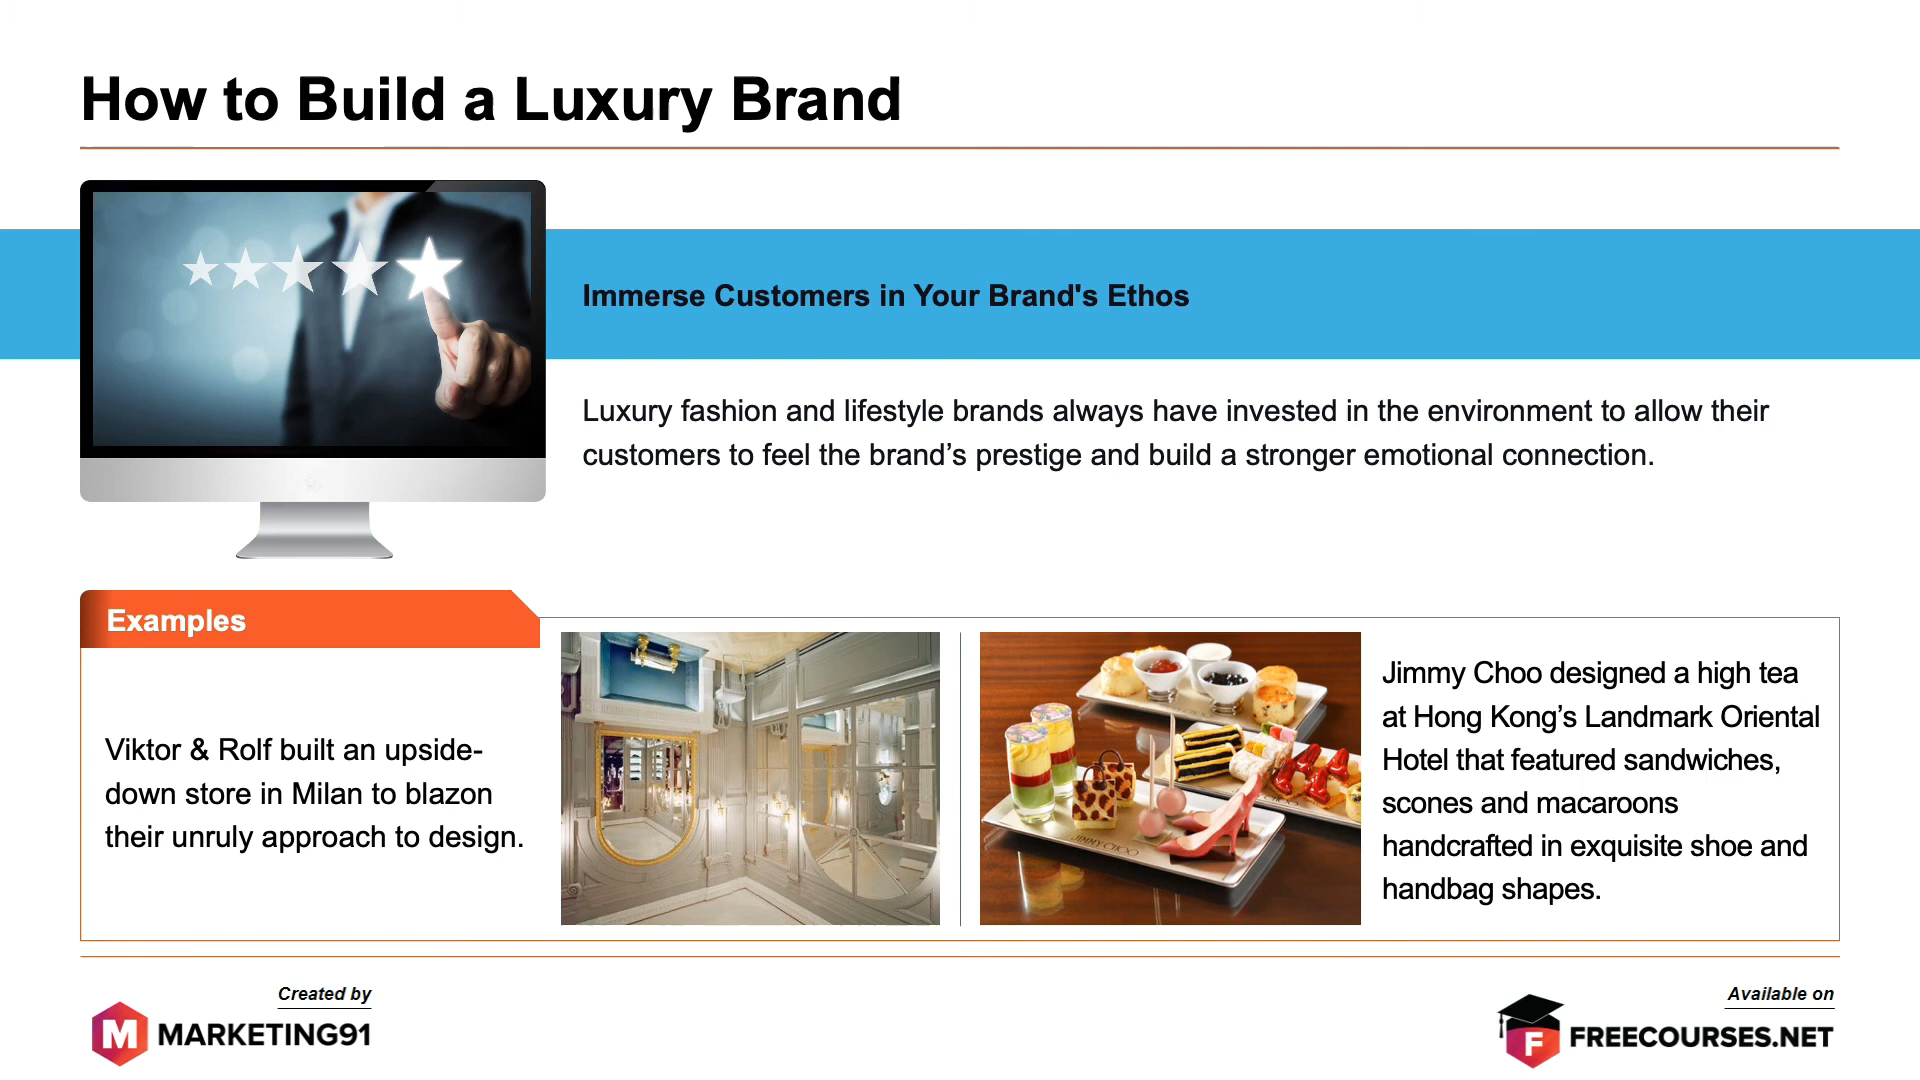 How to Build a Luxury Brand
Immerse Customers in Your Brand's Ethos
Luxury fashion and lifestyle brands always have invested in the environment to allow their
customers to feel the brand’s prestige and build a stronger emotional connection.
Examples
Viktor & Rolf built an upside-
down store in Milan to blazon
their unruly approach to design.
JIMMY CHOO
Jimmy Choo designed a high tea
at Hong Kong’s Landmark Oriental
Hotel that featured sandwiches,
scones and macaroons
handcrafted in exquisite shoe and
handbag shapes.
Created by
M MARKETING91
Available on
F FREECOURSES.NET